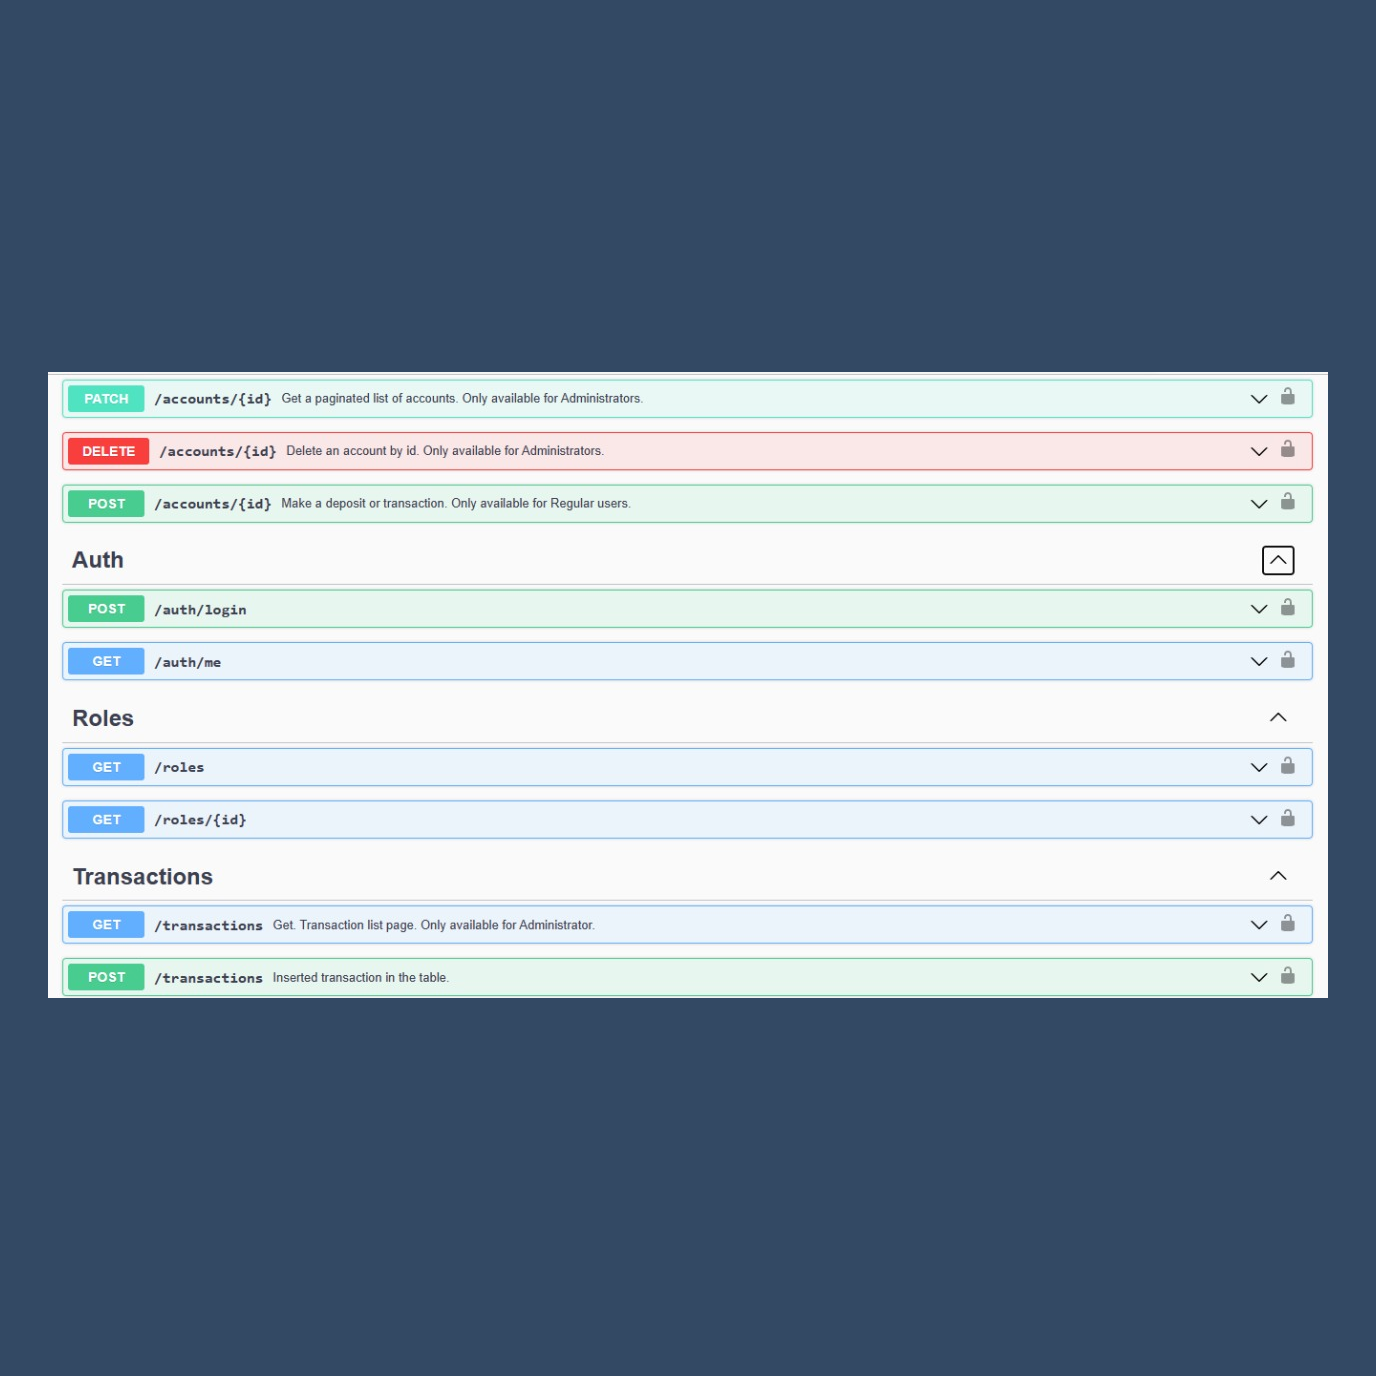 PATCH /accounts/{id} Get a paginated list of accounts. Only available for Administrators.
DELETE /accounts/{id} Delete an account by id. Only available for Administrators.
POST /accounts/{id} Make a deposit or transaction. Only available for Regular users.
Auth
POST /auth/login
GET /auth/me
Roles
GET /roles
GET /roles/{id}
Transactions
GET /transactions Get. Transaction list page. Only available for Administrator.
POST /transactions Inserted transaction in the table.